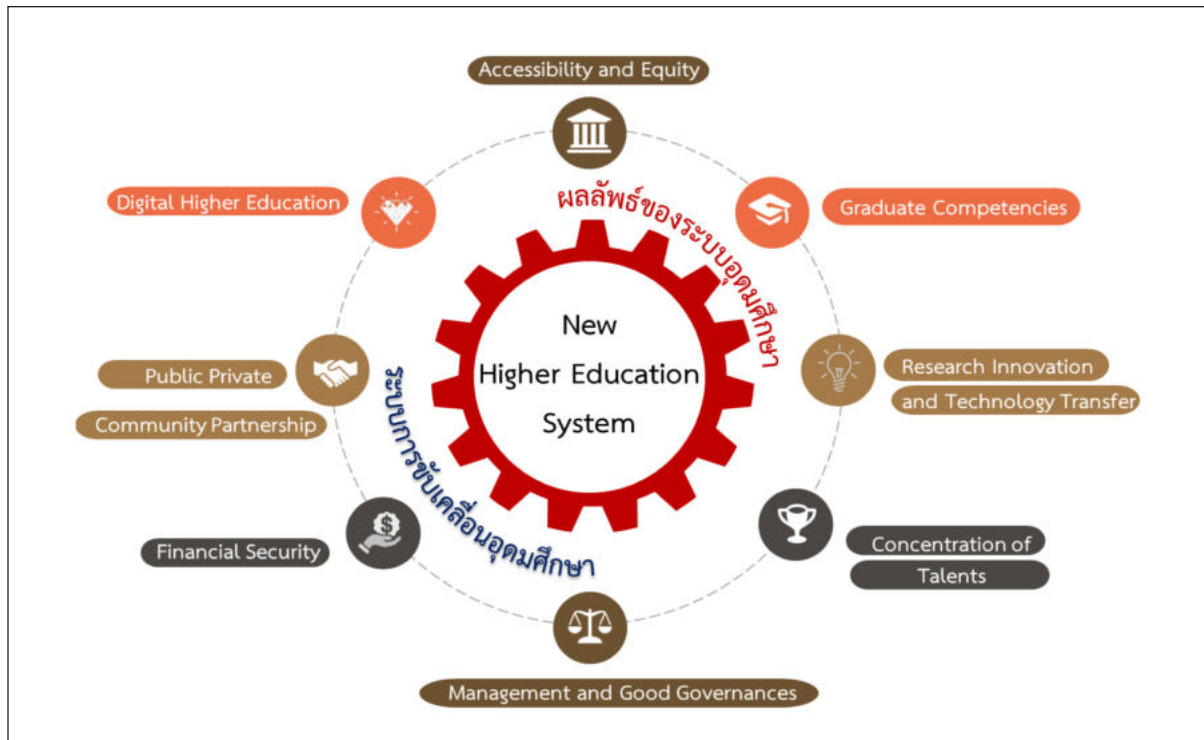 Accessibility and Equity
Digital Higher Education
ผลลัพธ์ของระบบอุดมศึกษา
Graduate Competencies
New
Higher Education
System
Public Private
Community Partnership
Research Innovation
and Technology Transfer
ระบบการขับเคลื่อนอุดมศึกษา
Financial Security
Concentration of
Talents
Management and Good Governances